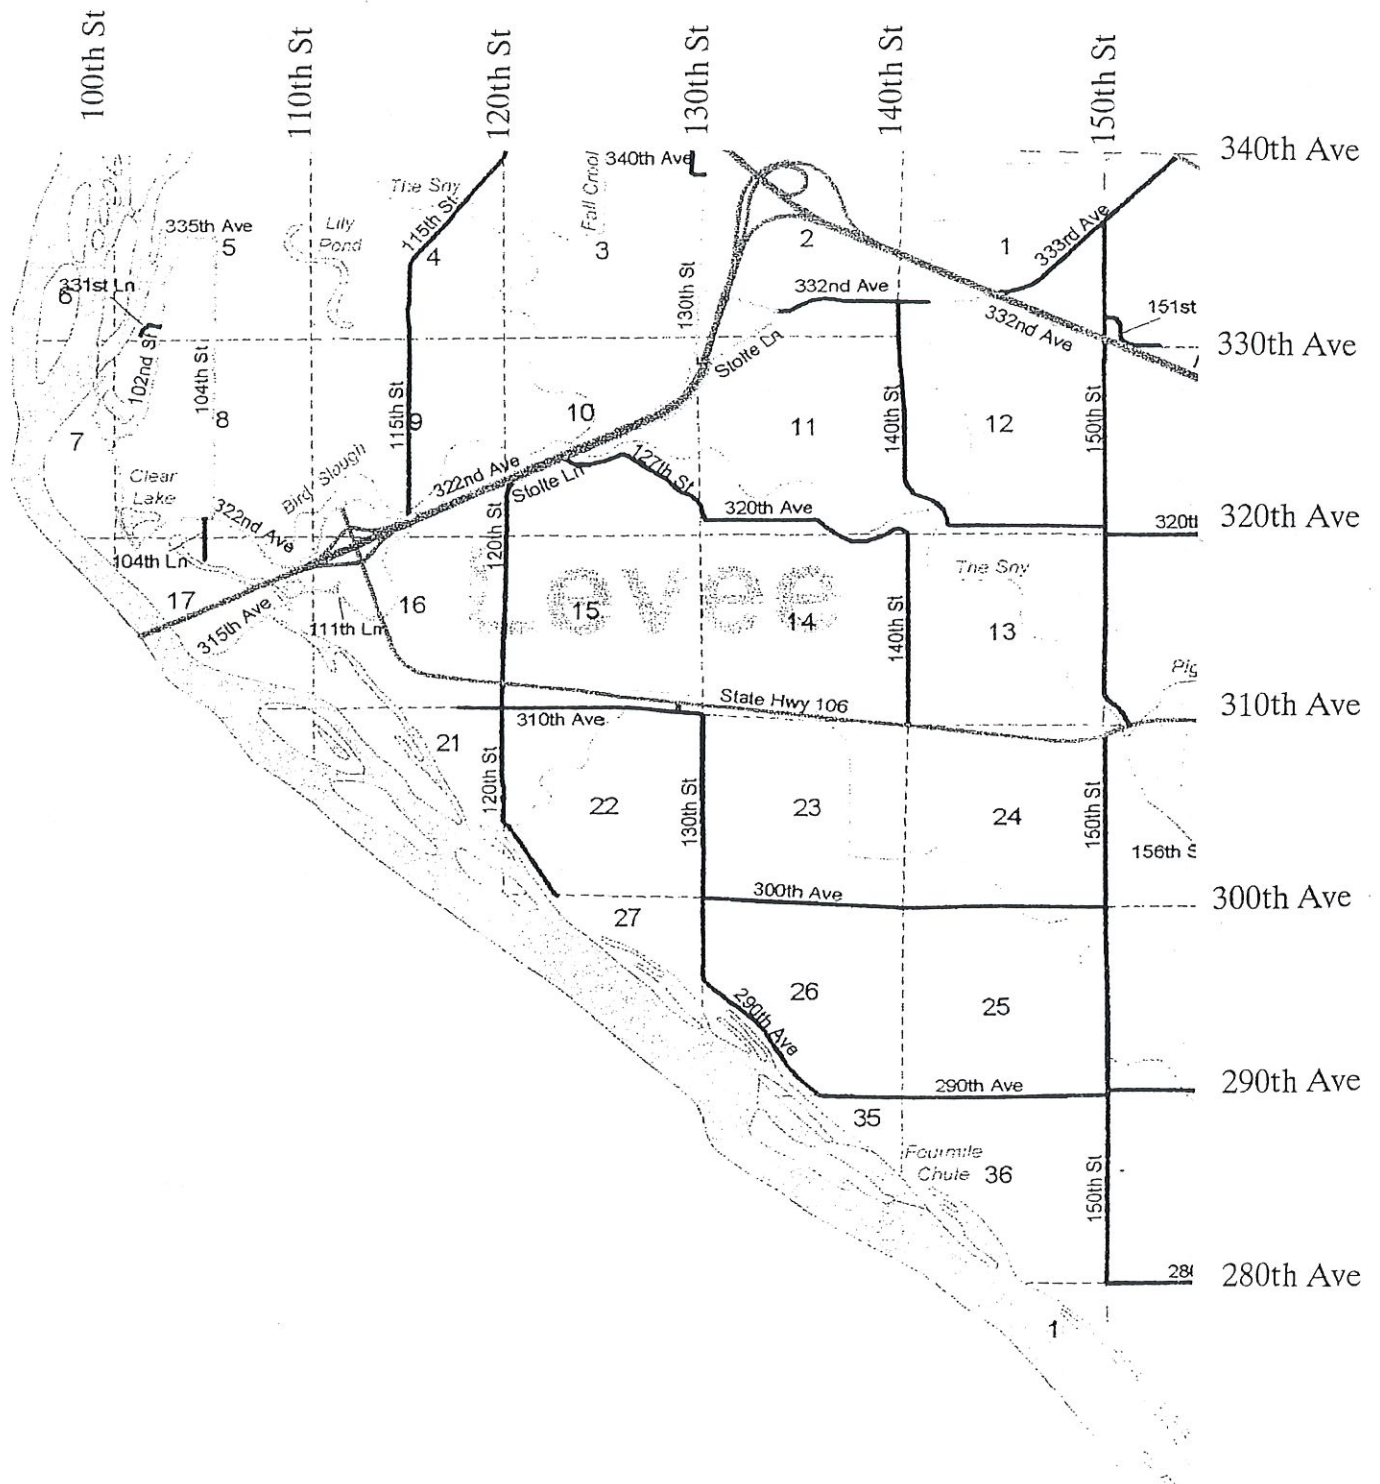 100th St
110th St
120th St
130th St
140th St
150th St
340th Ave
The Sny
340th Ave
115th St
335th Ave
5
Lily
Pond
4
3
2
1
333rd Ave
6
331st Ln
130th St
332nd Ave
332nd Ave
151st
330th Ave
102nd St
104th St
Stolte Ln
7
8
115th St
9
10
11
140th St
12
150th St
Clear
Lake
Bird Slough
322nd Ave
322nd Ave
Stolte Ln
127th St
320th Ave
320th Ave
104th Ln
120th St
Levee
The Sny
17
315th Ave
111th Ln
16
15
14
140th St
13
State Hwy 106
310th Ave
310th Ave
21
120th St
22
130th St
23
24
150th St
156th S
300th Ave
300th Ave
27
26
25
290th Ave
290th Ave
290th Ave
35
Fourmile
Chute
36
150th St
280th Ave
1